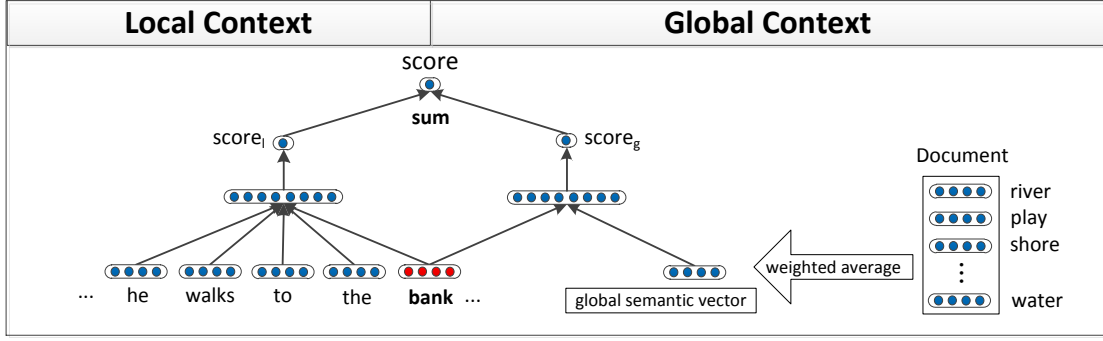 Local Context
Global Context
score
sum
scoreₗ
score_g
Document
river
play
shore
⋮
water
weighted average
global semantic vector
... he walks to the bank ...